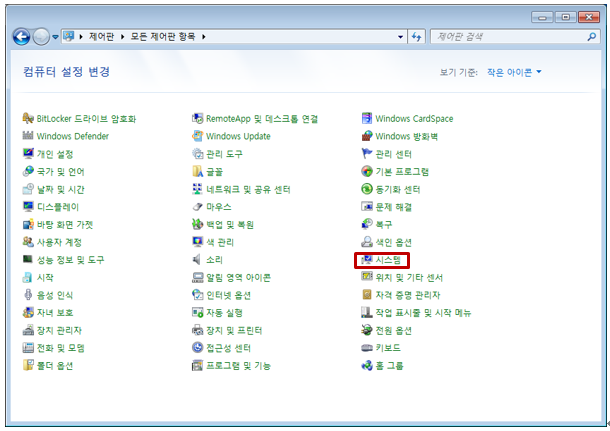 제어판 ▸ 모든 제어판 항목 ▸
제어판 검색
컴퓨터 설정 변경
보기 기준: 작은 아이콘
BitLocker 드라이브 암호화
RemoteApp 및 데스크톱 연결
Windows CardSpace
Windows Defender
Windows Update
Windows 방화벽
개인 설정
관리 도구
관리 센터
국가 및 언어
글꼴
기본 프로그램
날짜 및 시간
네트워크 및 공유 센터
동기화 센터
디스플레이
마우스
문제 해결
바탕 화면 가젯
백업 및 복원
복구
사용자 계정
색 관리
색인 옵션
성능 정보 및 도구
소리
시스템
시작
알림 영역 아이콘
위치 및 기타 센서
음성 인식
인터넷 옵션
자격 증명 관리자
자녀 보호
자동 실행
작업 표시줄 및 시작 메뉴
장치 관리자
장치 및 프린터
전원 옵션
전화 및 모뎀
접근성 센터
키보드
폴더 옵션
프로그램 및 기능
홈 그룹